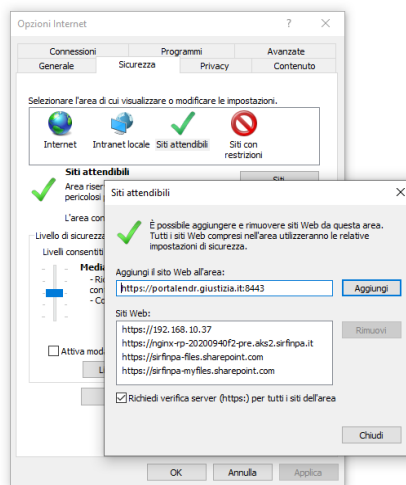 Opzioni Internet
Connessioni Programmi Avanzate
Generale Sicurezza Privacy Contenuto
Selezionare l'area di cui visualizzare o modificare le impostazioni.
Internet Intranet locale Siti attendibili Siti con restrizioni
Siti attendibili
Siti
Area riser
pericolosi
L'area con
Livello di sicurezza
Livelli consentiti
Media
- Ric
con
- Co
Attiva moda
OK Annulla Applica
Siti attendibili
È possibile aggiungere e rimuovere siti Web da questa area.
Tutti i siti Web compresi nell'area utilizzeranno le relative
impostazioni di sicurezza.
Aggiungi il sito Web all'area:
https://portalendr.giustizia.it:8443 Aggiungi
Siti Web:
https://192.168.10.37 Rimuovi
https://nginx-rp-20200940f2-pre.aks2.sirfinpa.it
https://sirfinpa-files.sharepoint.com
https://sirfinpa-myfiles.sharepoint.com
Richiedi verifica server (https:) per tutti i siti dell'area
Chiudi